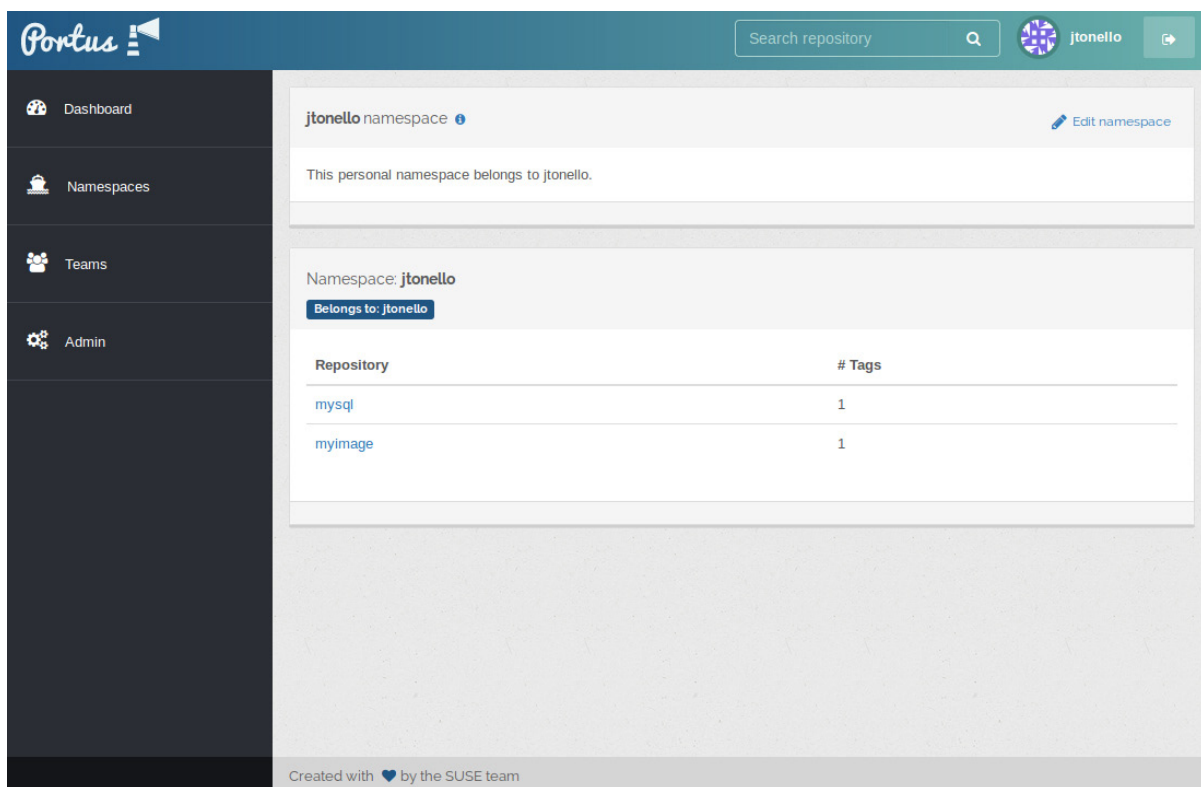 Portus
Search repository
jtonello
Dashboard
Namespaces
Teams
Admin
jtonello namespace
Edit namespace
This personal namespace belongs to jtonello.
Namespace: jtonello
Belongs to: jtonello
Repository # Tags
mysql 1
myimage 1
Created with by the SUSE team